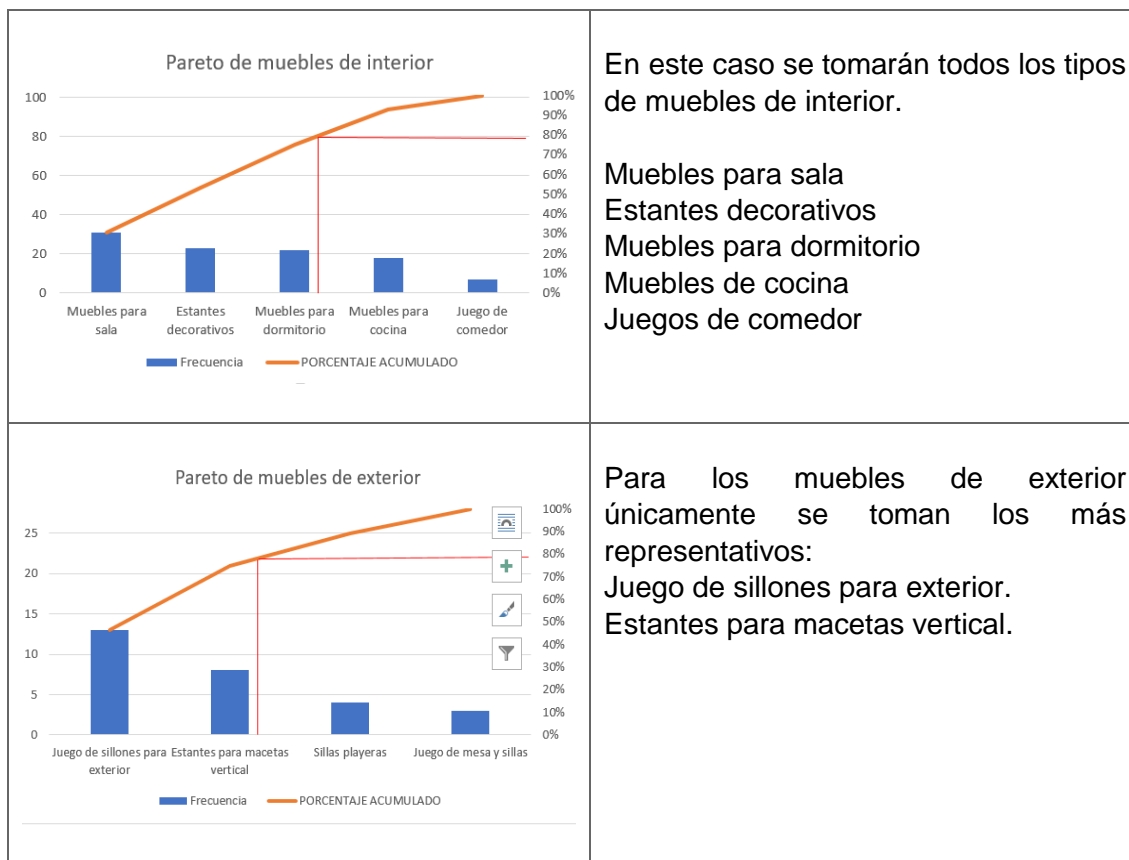 Pareto de muebles de interior
100
80
60
40
20
0
100%
90%
80%
70%
60%
50%
40%
30%
20%
10%
0%
Muebles para sala
Estantes decorativos
Muebles para dormitorio
Muebles para cocina
Juego de comedor
Frecuencia
PORCENTAJE ACUMULADO
En este caso se tomarán todos los tipos
de muebles de interior.
Muebles para sala
Estantes decorativos
Muebles para dormitorio
Muebles de cocina
Juegos de comedor
Pareto de muebles de exterior
25
20
15
10
5
0
100%
90%
80%
70%
60%
50%
40%
30%
20%
10%
0%
Juego de sillones para exterior
Estantes para macetas vertical
Sillas playeras
Juego de mesa y sillas
Frecuencia
PORCENTAJE ACUMULADO
Para los muebles de exterior
únicamente se toman los más
representativos:
Juego de sillones para exterior.
Estantes para macetas vertical.